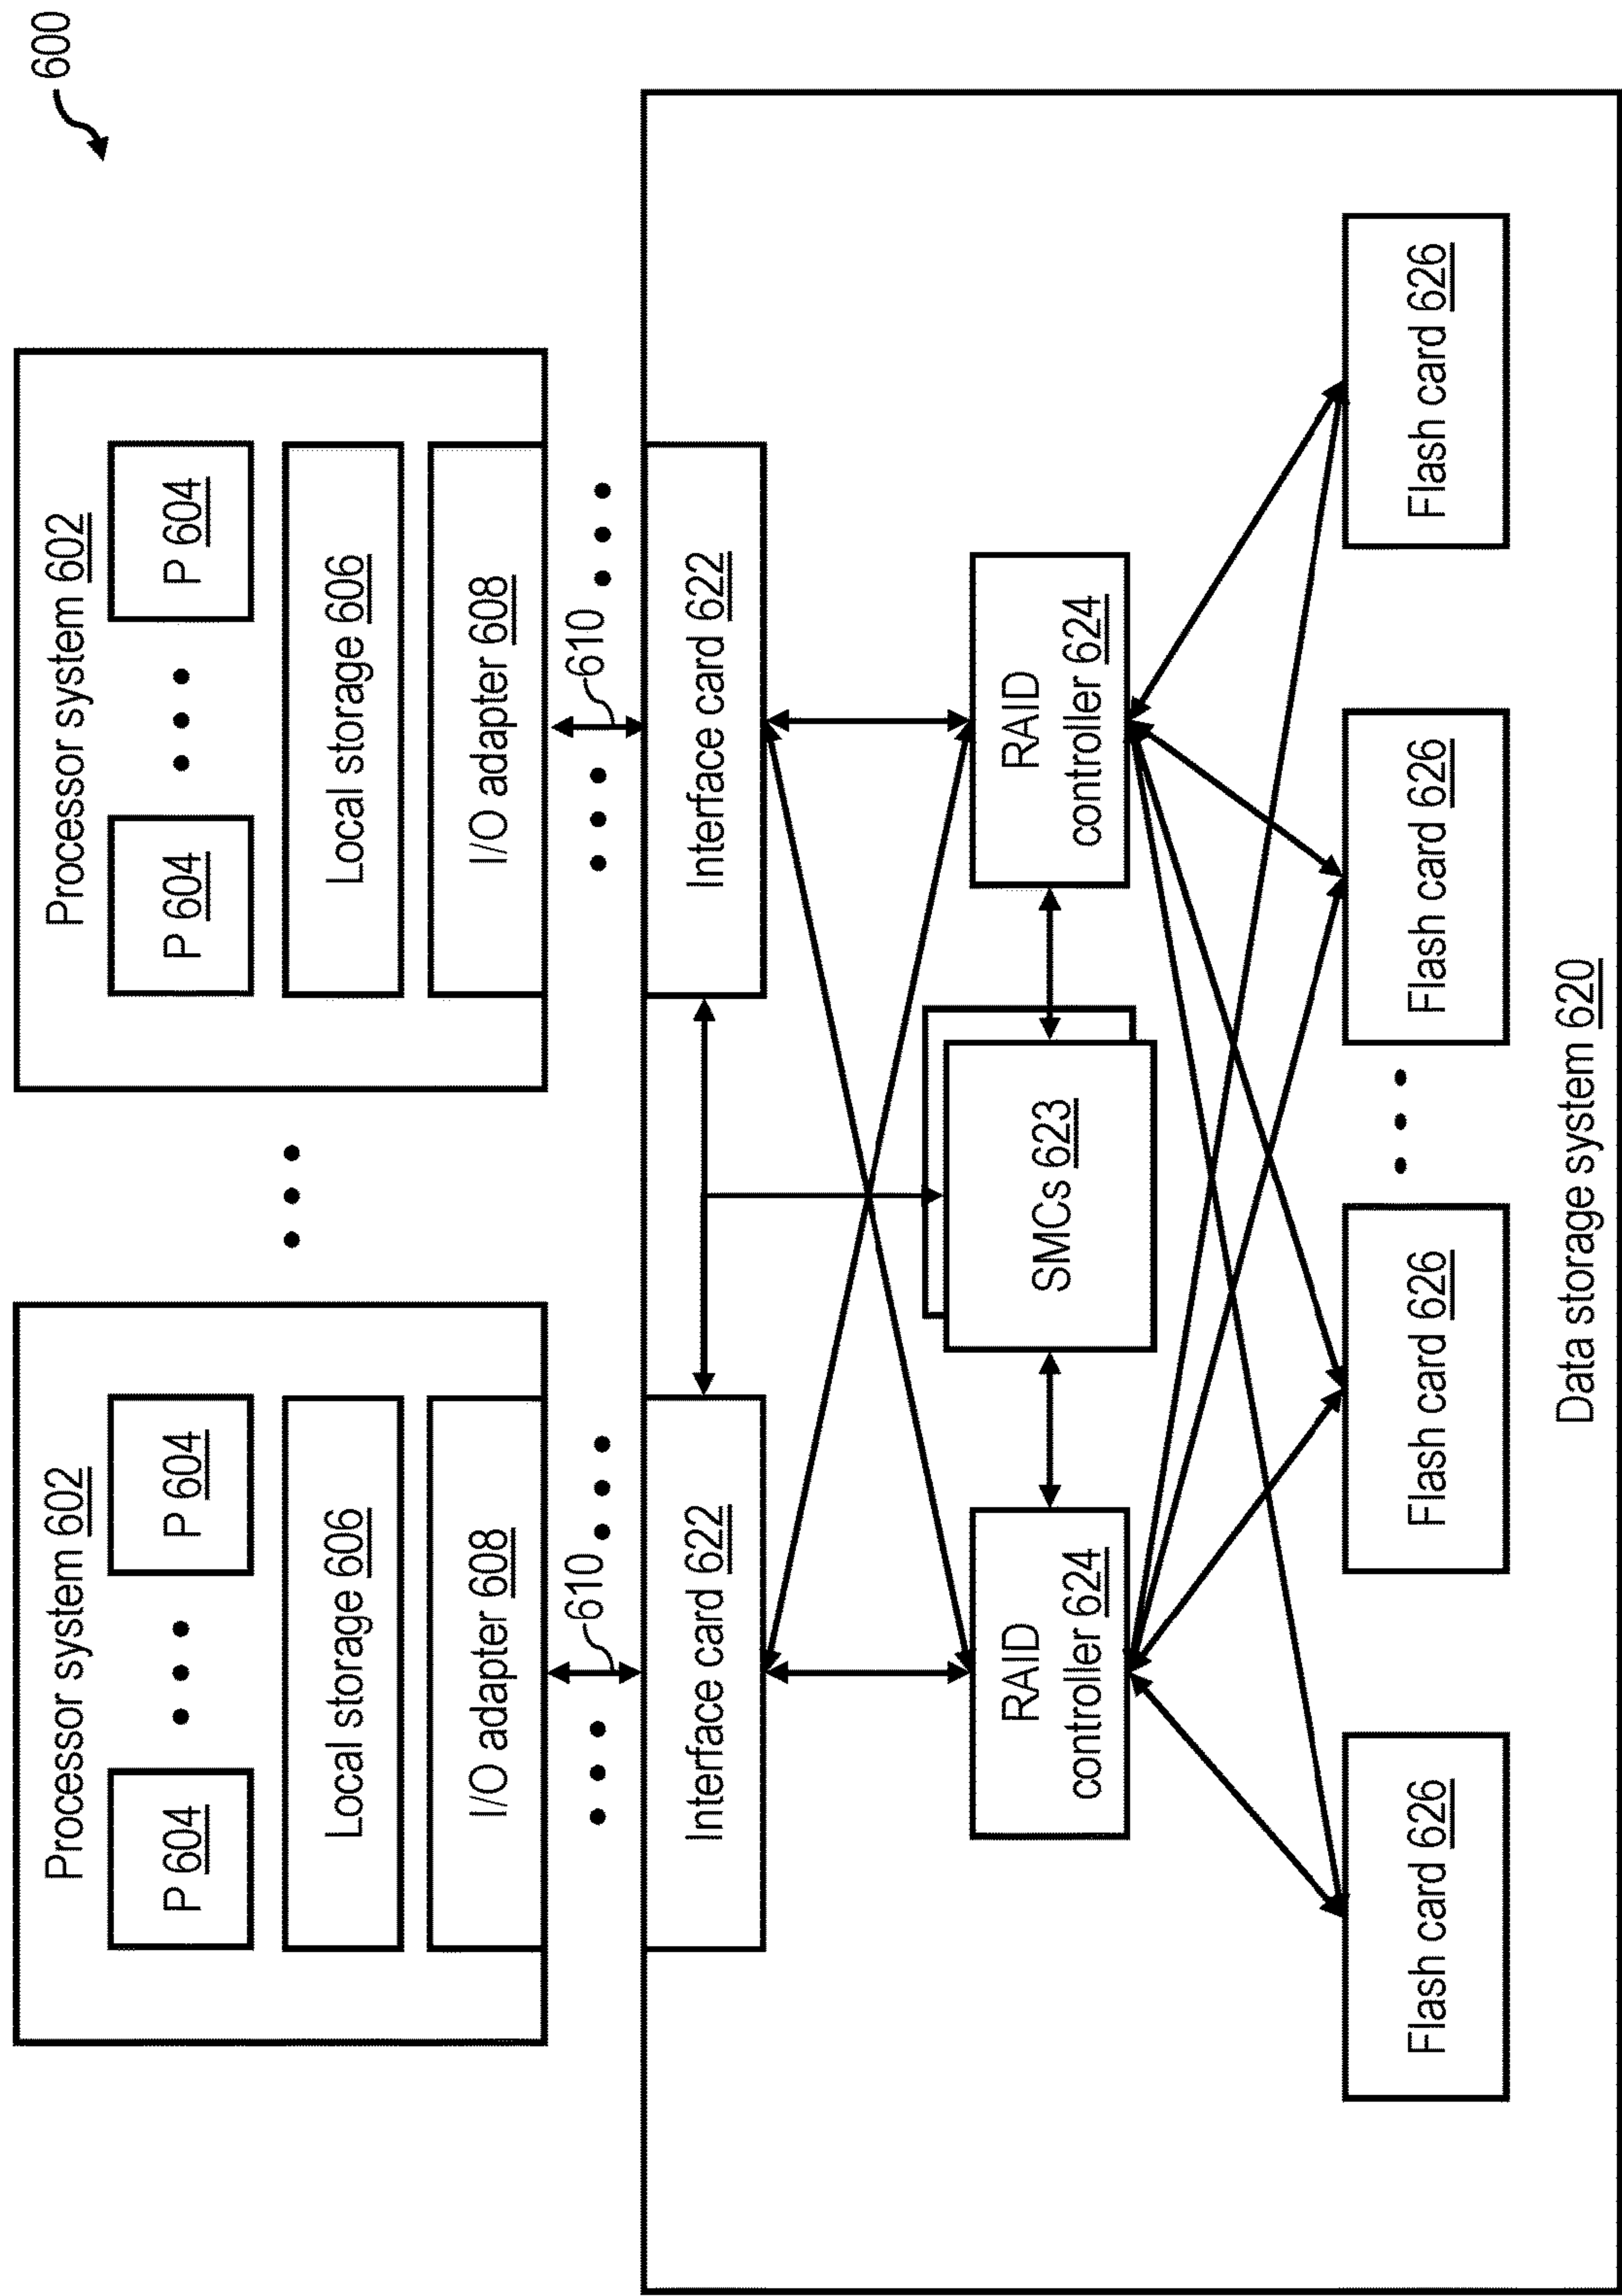 600
Processor system 602
P 604
P 604
Local storage 606
I/O adapter 608
610
Processor system 602
P 604
P 604
Local storage 606
I/O adapter 608
610
Interface card 622
Interface card 622
RAID
controller 624
SMCs 623
RAID
controller 624
Flash card 626
Flash card 626
Flash card 626
Flash card 626
Data storage system 620